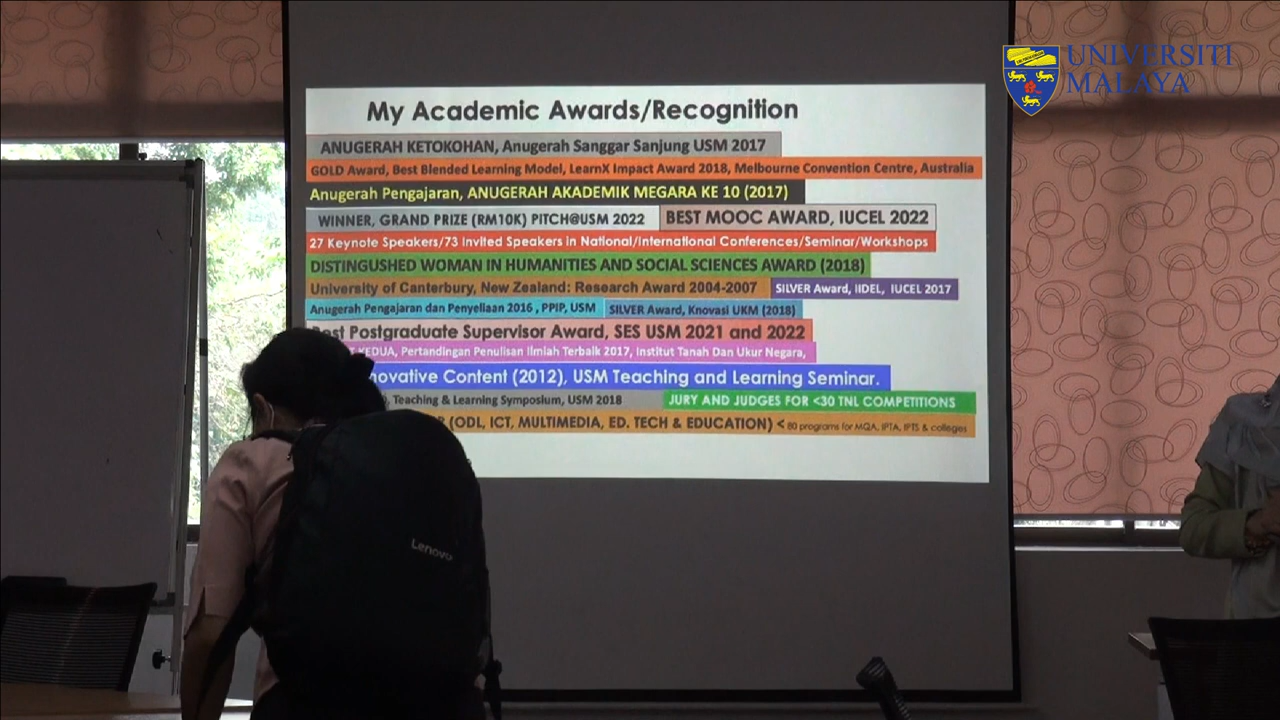 UNIVERSITI
MALAYA
My Academic Awards/Recognition
ANUGERAH KETOKOHAN, Anugerah Sanggar Sanjung USM 2017
GOLD Award, Best Blended Learning Model, LearnX Impact Award 2018, Melbourne Convention Centre, Australia
Anugerah Pengajaran, ANUGERAH AKADEMIK MEGARA KE 10 (2017)
WINNER, GRAND PRIZE (RM10K) PITCH@USM 2022
BEST MOOC AWARD, IUCEL 2022
27 Keynote Speakers/73 Invited Speakers in National/International Conferences/Seminar/Workshops
DISTINGUSHED WOMAN IN HUMANITIES AND SOCIAL SCIENCES AWARD (2018)
University of Canterbury, New Zealand: Research Award 2004-2007
SILVER Award, IIDEL, IUCEL 2017
Anugerah Pengajaran dan Penyeliaan 2016 , PPIP, USM
SILVER Award, Knovasi UKM (2018)
Best Postgraduate Supervisor Award, SES USM 2021 and 2022
KEDUA, Pertandingan Penulisan Ilmiah Terbaik 2017, Institut Tanah Dan Ukur Negara,
Content (2012), USM Teaching and Learning Seminar.
, Teaching & Learning Symposium, USM 2018
JURY AND JUDGES FOR <30 TNL COMPETITIONS
(ODL, ICT, MULTIMEDIA, ED. TECH & EDUCATION) < 80 programs for MQA, IPTA, IPTS & colleges
Lenovo